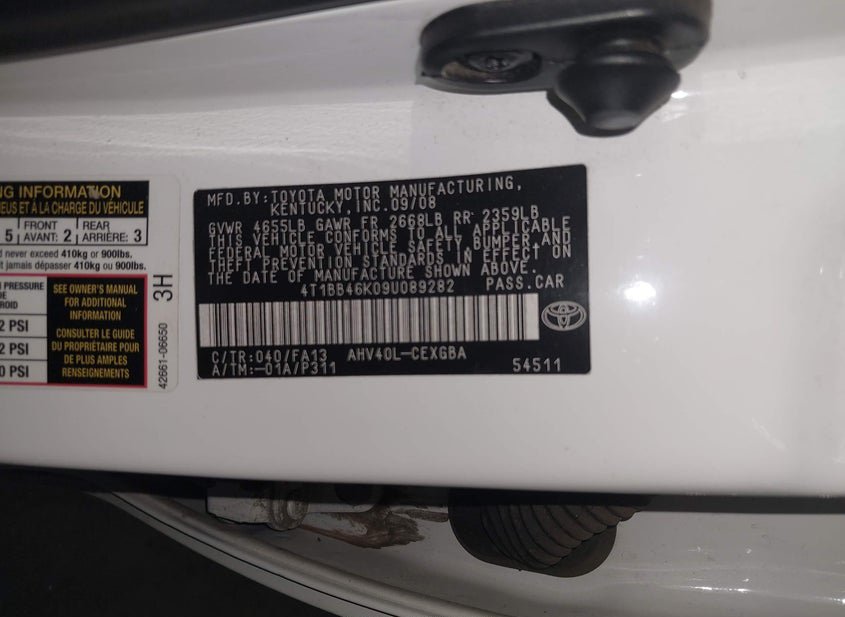 NG INFORMATION
NEUS ET À LA CHARGE DU VÉHICULE
5 FRONT AVANT: 2 REAR ARRIÈRE: 3
never exceed 410kg or 900lbs.
jamais dépasser 410kg ou 900lbs.
PRESSURE
SEE OWNER'S MANUAL
FOR ADDITIONAL
INFORMATION
2 PSI
2 PSI
0 PSI
CONSULTER LE GUIDE
DU PROPRIÉTAIRE POUR
DE PLUS AMPLES
RENSEIGNEMENTS
42661-06650 3H
MFD.BY:TOYOTA MOTOR MANUFACTURING,
KENTUCKY,INC.09/08
GVWR 4655LB GAWR FR 2668LB RR 2359LB
THIS VEHICLE CONFORMS TO ALL APPLICABLE
FEDERAL MOTOR VEHICLE SAFETY,BUMPER,AND
THEFT PREVENTION STANDARDS IN EFFECT ON
THE DATE OF MANUFACTURE SHOWN ABOVE.
4T1BB46K09U089282 PASS.CAR
C/TR:040/FA13 AHV40L-CEXGBA
A/TM:-01A/P311 54511